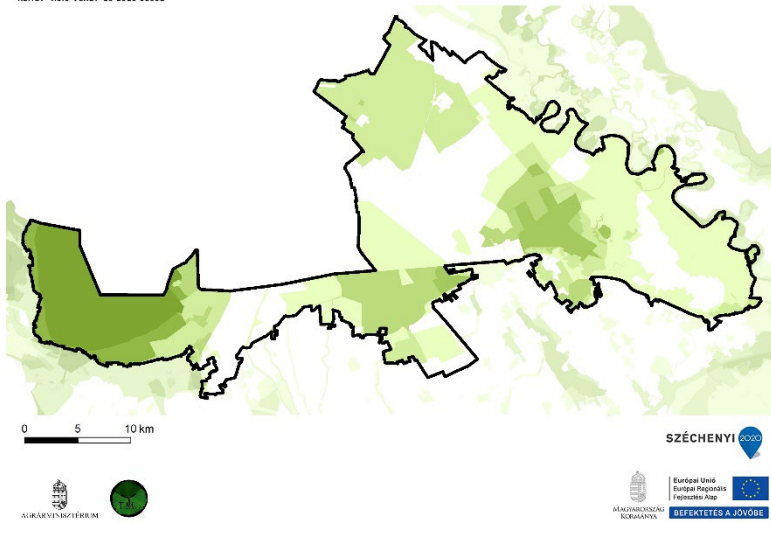 0 5 10 km
SZÉCHENYI 2020
AGRÁRMINISZTÉRIUM
MAGYARORSZÁG
KORMÁNYA
Európai Unió
Európai Regionális
Fejlesztési Alap
BEFEKTETÉS A JÖVŐBE